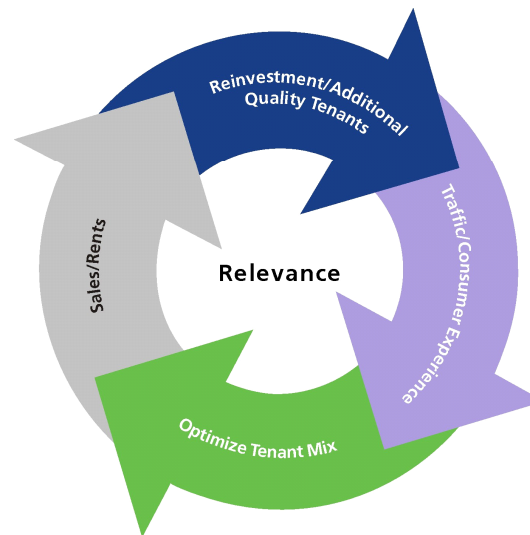 Reinvestment/Additional
Quality Tenants
Traffic/Consumer Experience
Relevance
Sales/Rents
Optimize Tenant Mix